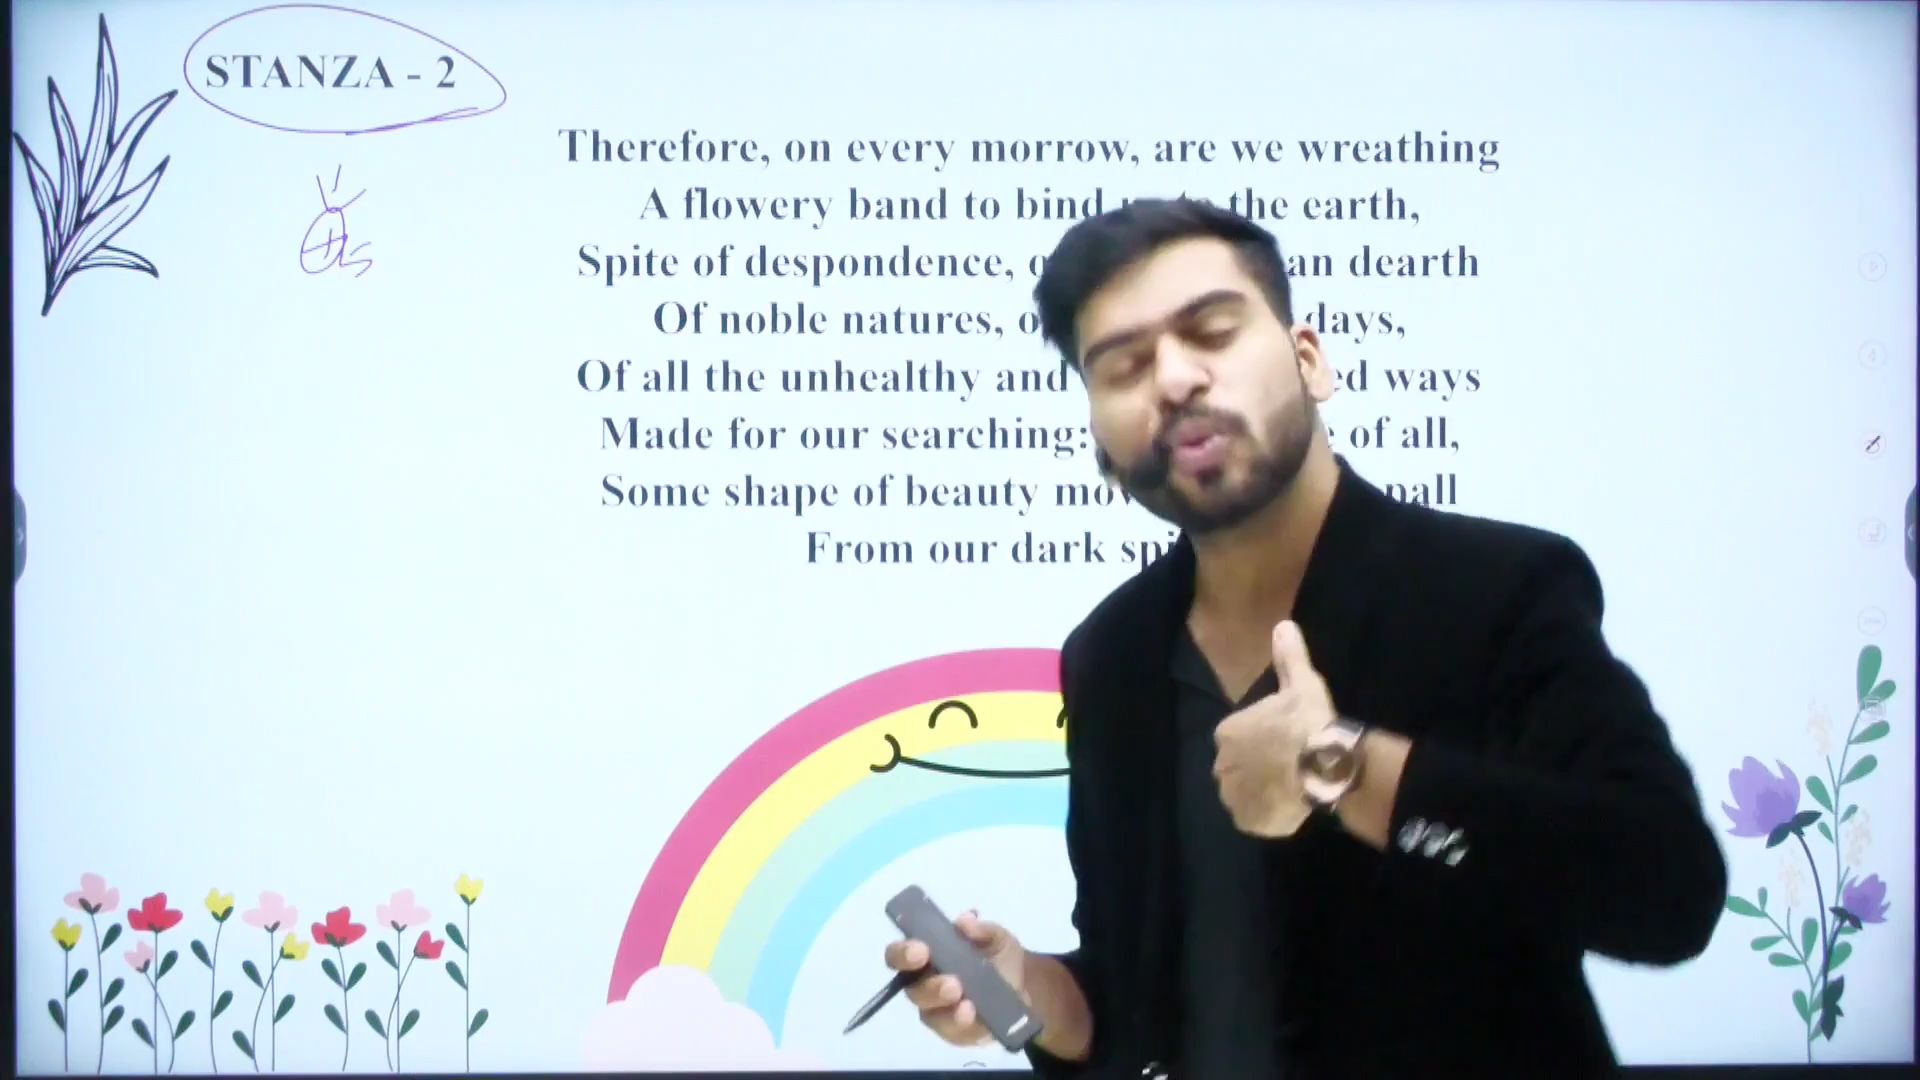 STANZA - 2
Therefore, on every morrow, are we wreathing
A flowery band to bind the earth,
Spite of despondence, an dearth
Of noble natures, days,
Of all the unhealthy and ways
Made for our searching: of all,
Some shape of beauty pall
From our dark